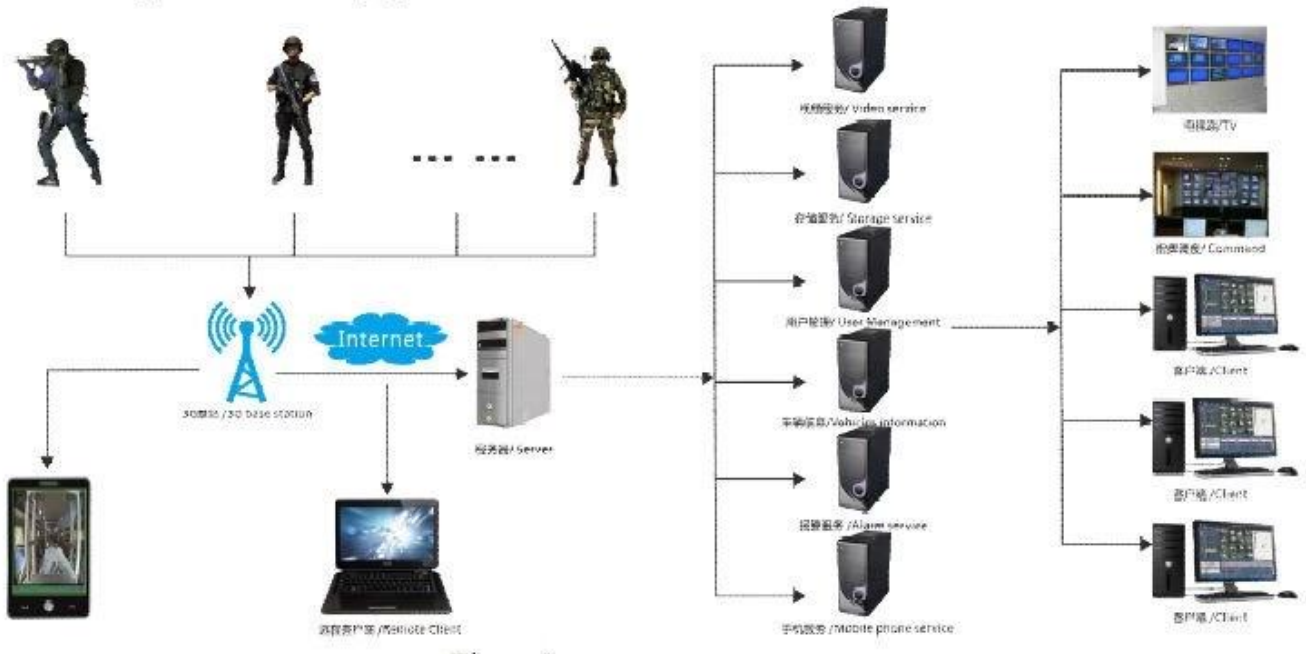 视频服务/ Video service
电视墙/TV
存储服务/ Storage service
指挥调度/ Command
用户管理/ User Management
Internet
客户端 /Client
3G基站 /3G base station
车辆信息/Vehicles information
服务器/ Server
客户端 /Client
报警服务 /Alarm service
远程客户端 /Remote Client
手机服务 /Mobile phone service
客户端 /Client